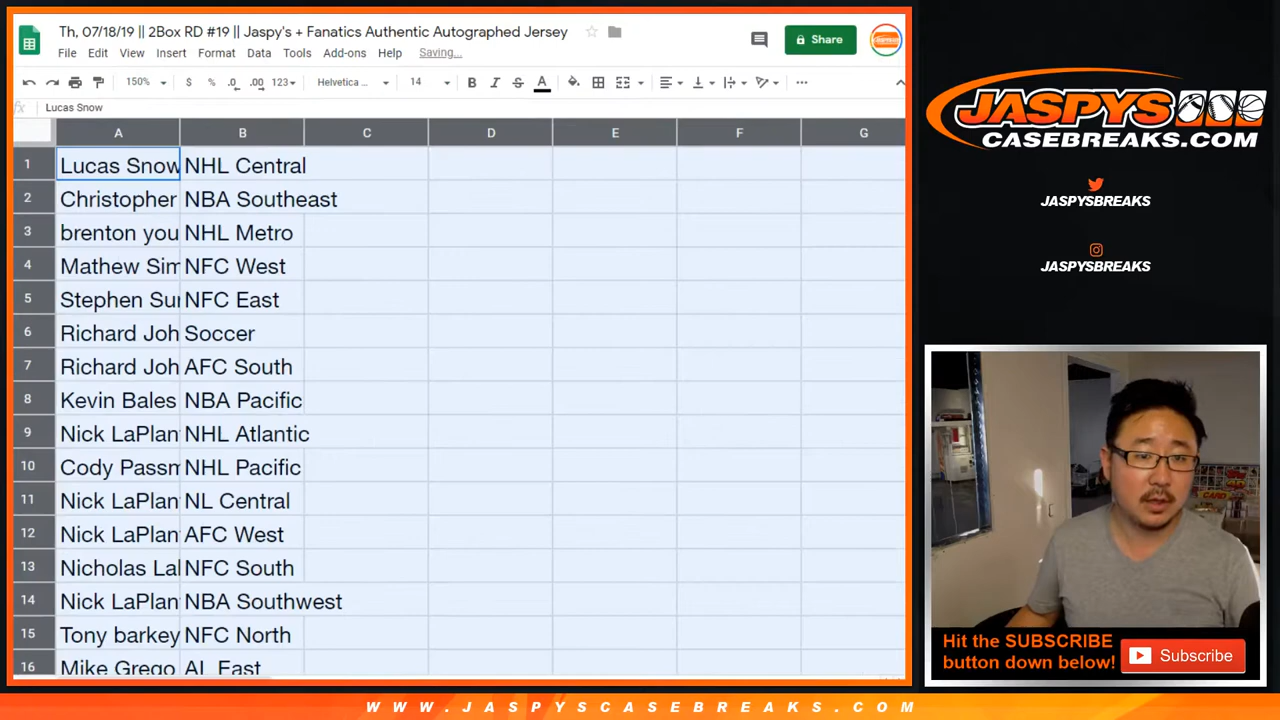 Th, 07/18/19 || 2Box RD #19 || Jaspy's + Fanatics Authentic Autographed Jersey
File Edit View Insert Format Data Tools Add-ons Help Saving...
Share
150% $ % .0 .00 123 Helvetica ... 14 B I S A
fx Lucas Snow
A B C D E F G
1 Lucas Snow NHL Central
2 Christopher NBA Southeast
3 brenton you NHL Metro
4 Mathew Sim NFC West
5 Stephen Sur NFC East
6 Richard Joh Soccer
7 Richard Joh AFC South
8 Kevin Bales NBA Pacific
9 Nick LaPlan NHL Atlantic
10 Cody Passm NHL Pacific
11 Nick LaPlan NL Central
12 Nick LaPlan AFC West
13 Nicholas Lal NFC South
14 Nick LaPlan NBA Southwest
15 Tony barkey NFC North
16 Mike Grego AL East
JASPYS
CASEBREAKS.COM
JASPYSBREAKS
JASPYSBREAKS
CARD
Hit the SUBSCRIBE
button down below!
Subscribe
WWW.JASPYSCASEBREAKS.COM